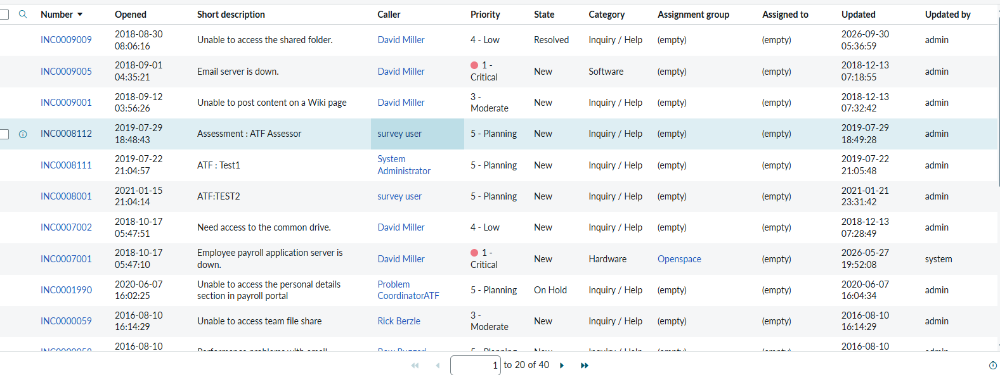 Number Opened Short description Caller Priority State Category Assignment group Assigned to Updated Updated by
INC0009009 2018-08-30 08:06:16 Unable to access the shared folder. David Miller 4 - Low Resolved Inquiry / Help (empty) (empty) 2026-09-30 05:36:59 admin
INC0009005 2018-09-01 04:35:21 Email server is down. David Miller 1 - Critical New Software (empty) (empty) 2018-12-13 07:18:55 admin
INC0009001 2018-09-12 03:56:26 Unable to post content on a Wiki page David Miller 3 - Moderate New Inquiry / Help (empty) (empty) 2018-12-13 07:32:42 admin
INC0008112 2019-07-29 18:48:43 Assessment : ATF Assessor survey user 5 - Planning New Inquiry / Help (empty) (empty) 2019-07-29 18:49:28 admin
INC0008111 2019-07-22 21:04:57 ATF : Test1 System Administrator 5 - Planning New Inquiry / Help (empty) (empty) 2019-07-22 21:05:48 admin
INC0008001 2021-01-15 21:04:14 ATF:TEST2 survey user 5 - Planning New Inquiry / Help (empty) (empty) 2021-01-21 23:31:42 admin
INC0007002 2018-10-17 05:47:51 Need access to the common drive. David Miller 4 - Low New Inquiry / Help (empty) (empty) 2018-12-13 07:28:49 admin
INC0007001 2018-10-17 05:47:10 Employee payroll application server is down. David Miller 1 - Critical New Hardware Openspace (empty) 2026-05-27 19:52:08 system
INC0001990 2020-06-07 16:02:25 Unable to access the personal details section in payroll portal Problem CoordinatorATF 5 - Planning On Hold Inquiry / Help (empty) (empty) 2020-06-07 16:04:34 admin
INC0000059 2016-08-10 16:14:29 Unable to access team file share Rick Berzle 3 - Moderate New Inquiry / Help (empty) (empty) 2016-08-10 16:14:29 admin
2016-08-10 2016-08-10
1 to 20 of 40